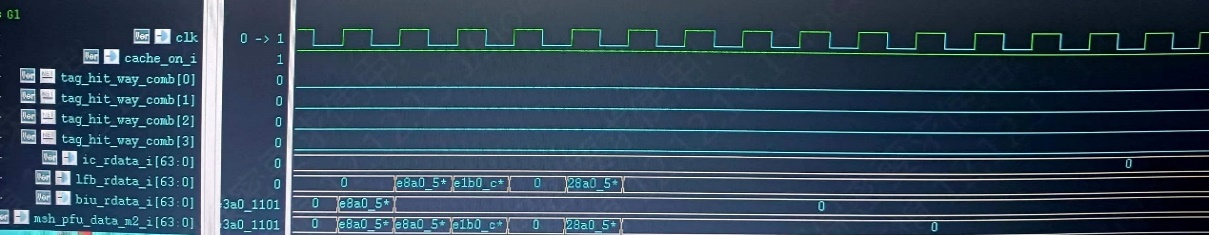 G1
clk 0 -> 1
cache_on_i 1
tag_hit_way_comb[0] 0
tag_hit_way_comb[1] 0
tag_hit_way_comb[2] 0
tag_hit_way_comb[3] 0
ic_rdata_i[63:0] 0 0
lfb_rdata_i[63:0] 0 0 e8a0_5* e1b0_c* 0 28a0_5*
biu_rdata_i[63:0] *3a0_1101 0 e8a0_5* 0
msh_pfu_data_m2_i[63:0] *3a0_1101 0 e8a0_5* e8a0_5* e1b0_c* 0 28a0_5* 0